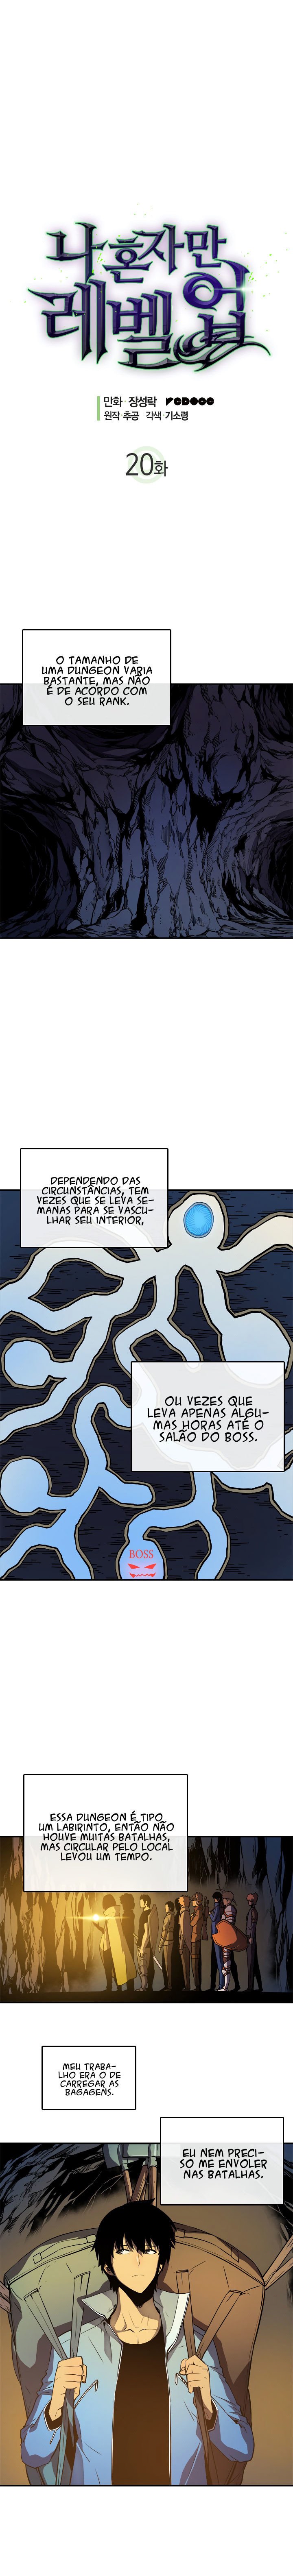 나 혼자만
레벨업
만화 · 장성락 REDICE
원작 · 추공 각색 · 기소령
20화
O TAMANHO DE
UMA DUNGEON VARIA
BASTANTE, MAS NÃO
É DE ACORDO COM
O SEU RANK.
DEPENDENDO DAS
CIRCUNSTÂNCIAS, TEM
VEZES QUE SE LEVA SE-
MANAS PARA SE VASCU-
LHAR SEU INTERIOR,
OU VEZES QUE
LEVA APENAS ALGU-
MAS HORAS ATÉ O
SALÃO DO BOSS.
BOSS
ESSA DUNGEON É TIPO
UM LABIRINTO, ENTÃO NÃO
HOUVE MUITAS BATALHAS,
MAS CIRCULAR PELO LOCAL
LEVOU UM TEMPO.
MEU TRABA-
LHO ERA O DE
CARREGAR AS
BAGAGENS.
EU NEM PRECI-
SO ME ENVOLER
NAS BATALHAS.